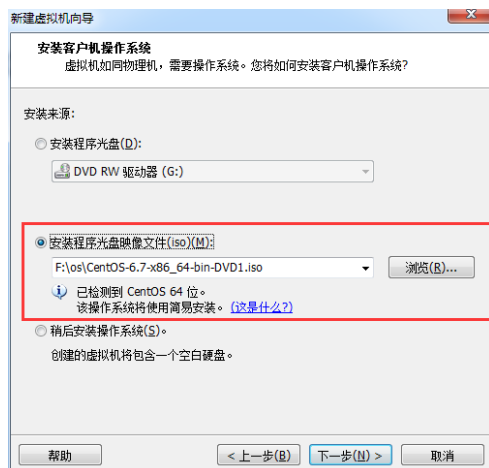 新建虚拟机向导
安装客户机操作系统
虚拟机如同物理机，需要操作系统。您将如何安装客户机操作系统?
安装来源:
安装程序光盘(D):
DVD RW 驱动器 (G:)
安装程序光盘映像文件(iso)(M):
F:\os\CentOS-6.7-x86_64-bin-DVD1.iso
浏览(R)...
已检测到 CentOS 64 位。
该操作系统将使用简易安装。 (这是什么?)
稍后安装操作系统(S)。
创建的虚拟机将包含一个空白硬盘。
帮助 < 上一步(B) 下一步(N) > 取消